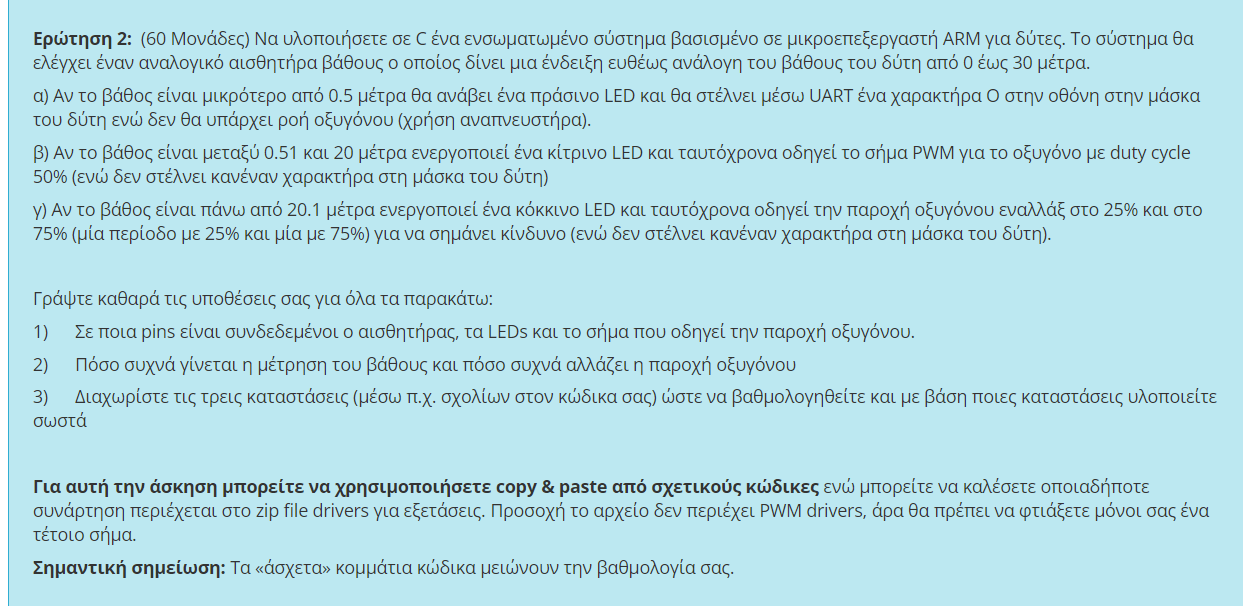 Ερώτηση 2: (60 Μονάδες) Να υλοποιήσετε σε C ένα ενσωματωμένο σύστημα βασισμένο σε μικροεπεξεργαστή ARM για δύτες. Το σύστημα θα
ελέγχει έναν αναλογικό αισθητήρα βάθους ο οποίος δίνει μια ένδειξη ευθέως ανάλογη του βάθους του δύτη από 0 έως 30 μέτρα.
α) Αν το βάθος είναι μικρότερο από 0.5 μέτρα θα ανάβει ένα πράσινο LED και θα στέλνει μέσω UART ένα χαρακτήρα O στην οθόνη στην μάσκα
του δύτη ενώ δεν θα υπάρχει ροή οξυγόνου (χρήση αναπνευστήρα).
β) Αν το βάθος είναι μεταξύ 0.51 και 20 μέτρα ενεργοποιεί ένα κίτρινο LED και ταυτόχρονα οδηγεί το σήμα PWM για το οξυγόνο με duty cycle
50% (ενώ δεν στέλνει κανέναν χαρακτήρα στη μάσκα του δύτη)
γ) Αν το βάθος είναι πάνω από 20.1 μέτρα ενεργοποιεί ένα κόκκινο LED και ταυτόχρονα οδηγεί την παροχή οξυγόνου εναλλάξ στο 25% και στο
75% (μία περίοδο με 25% και μία με 75%) για να σημάνει κίνδυνο (ενώ δεν στέλνει κανέναν χαρακτήρα στη μάσκα του δύτη).
Γράψτε καθαρά τις υποθέσεις σας για όλα τα παρακάτω:
1) Σε ποια pins είναι συνδεδεμένοι ο αισθητήρας, τα LEDs και το σήμα που οδηγεί την παροχή οξυγόνου.
2) Πόσο συχνά γίνεται η μέτρηση του βάθους και πόσο συχνά αλλάζει η παροχή οξυγόνου
3) Διαχωρίστε τις τρεις καταστάσεις (μέσω π.χ. σχολίων στον κώδικα σας) ώστε να βαθμολογηθείτε και με βάση ποιες καταστάσεις υλοποιείτε
σωστά
Για αυτή την άσκηση μπορείτε να χρησιμοποιήσετε copy & paste από σχετικούς κώδικες ενώ μπορείτε να καλέσετε οποιαδήποτε
συνάρτηση περιέχεται στο zip file drivers για εξετάσεις. Προσοχή το αρχείο δεν περιέχει PWM drivers, άρα θα πρέπει να φτιάξετε μόνοι σας ένα
τέτοιο σήμα.
Σημαντική σημείωση: Τα «άσχετα» κομμάτια κώδικα μειώνουν την βαθμολογία σας.